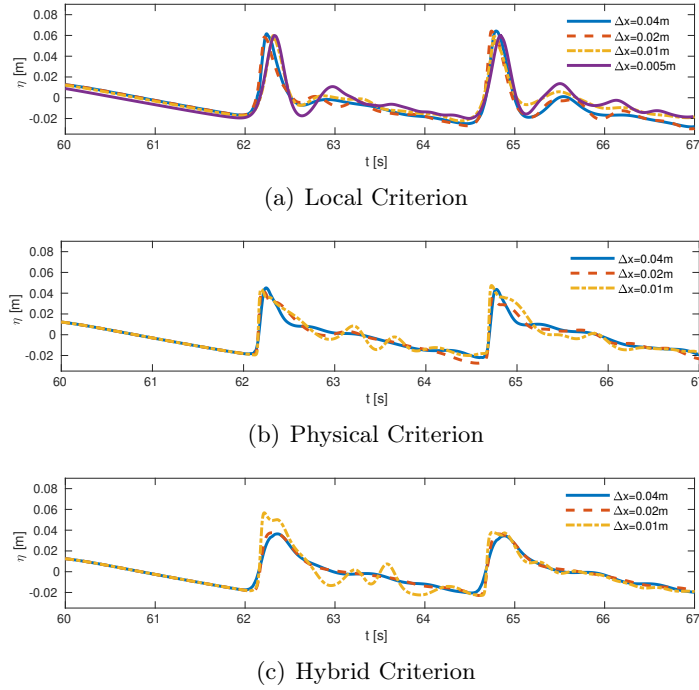 0.08
0.06
0.04
0.02
0
-0.02
η [m]
Δx=0.04m
Δx=0.02m
Δx=0.01m
Δx=0.005m
60 61 62 63 64 65 66 67
t [s]
(a) Local Criterion
0.08
0.06
0.04
0.02
0
-0.02
η [m]
Δx=0.04m
Δx=0.02m
Δx=0.01m
60 61 62 63 64 65 66 67
t [s]
(b) Physical Criterion
0.08
0.06
0.04
0.02
0
-0.02
η [m]
Δx=0.04m
Δx=0.02m
Δx=0.01m
60 61 62 63 64 65 66 67
t [s]
(c) Hybrid Criterion